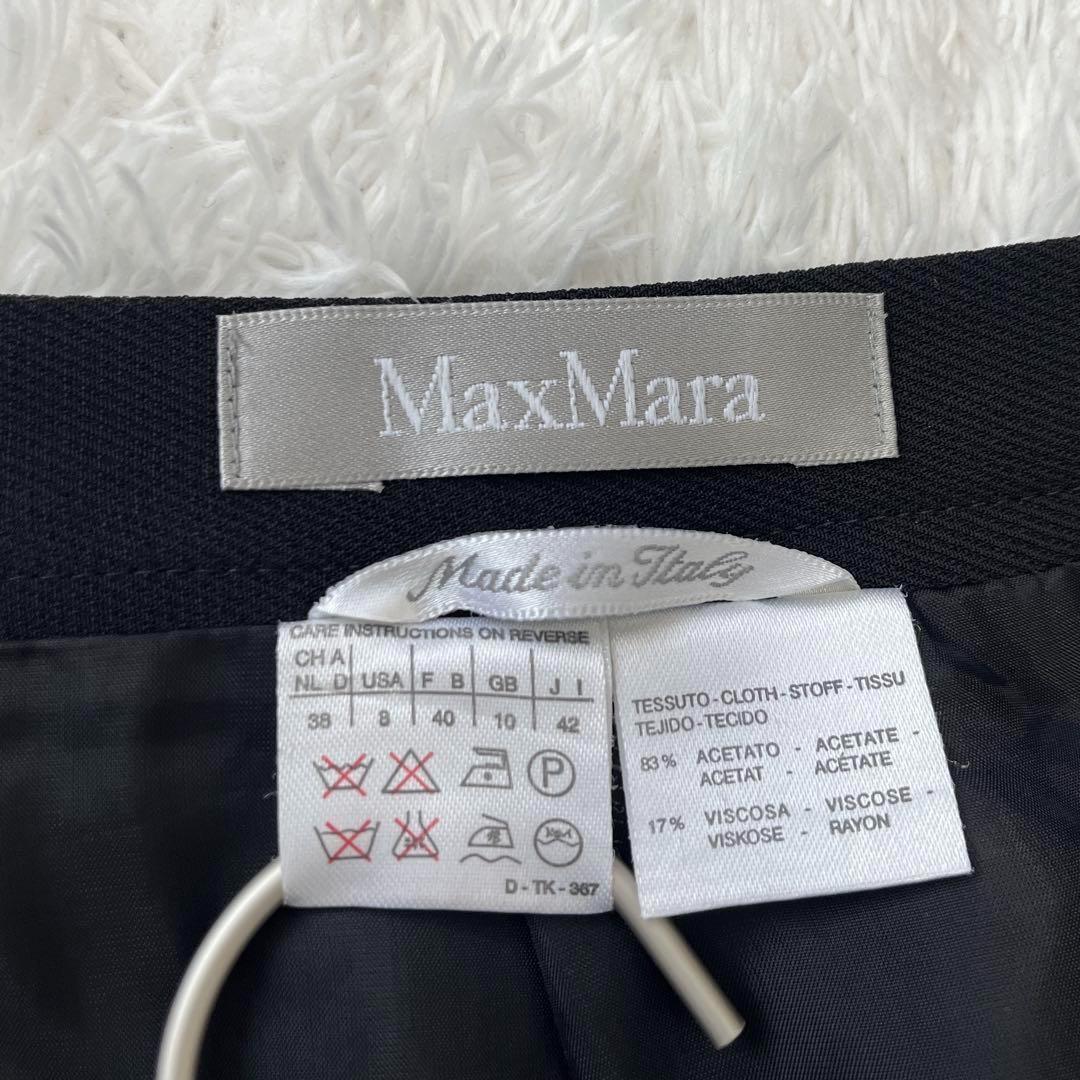 MaxMara
Made in Italy
CARE INSTRUCTIONS ON REVERSE
CH A
NL D USA F B GB J I
38 8 40 10 42
P
D - TK - 367
TESSUTO - CLOTH - STOFF - TISSU
TEJIDO - TECIDO
83% ACETATO - ACETATE -
ACETAT - ACÉTATE
17% VISCOSA - VISCOSE -
VISKOSE - RAYON